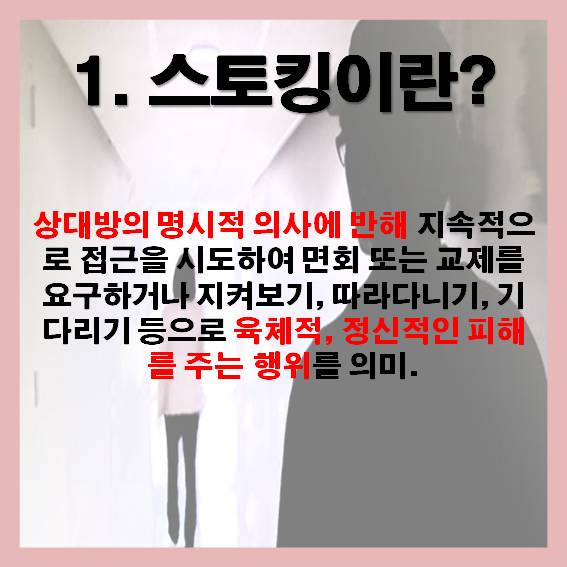 1. 스토킹이란?
상대방의 명시적 의사에 반해 지속적으
로 접근을 시도하여 면회 또는 교제를
요구하거나 지켜보기, 따라다니기, 기
다리기 등으로 육체적, 정신적인 피해
를 주는 행위를 의미.